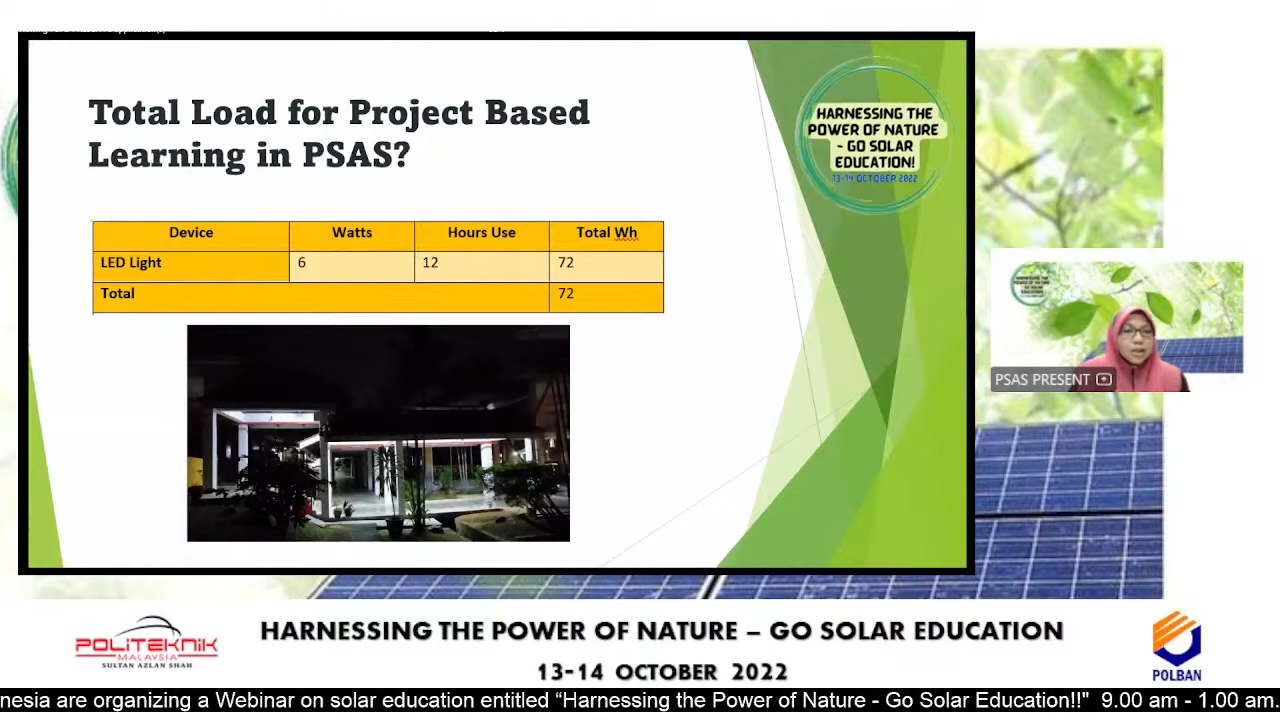 Total Load for Project Based
Learning in PSAS?
HARNESSING THE
POWER OF NATURE
- GO SOLAR
EDUCATION!
13-14 OCTOBER 2022
Device Watts Hours Use Total Wh
LED Light 6 12 72
Total 72
PSAS PRESENT
POLITEKNIK
MALAYSIA
SULTAN AZLAN SHAH
HARNESSING THE POWER OF NATURE – GO SOLAR EDUCATION
13-14 OCTOBER 2022
POLBAN
nesia are organizing a Webinar on solar education entitled “Harnessing the Power of Nature - Go Solar Education!!" 9.00 am - 1.00 am.